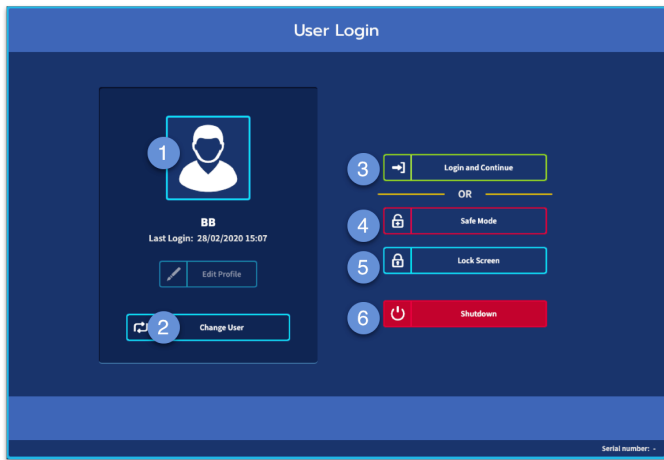 User Login
1
BB
Last Login: 28/02/2020 15:07
Edit Profile
2
Change User
3
Login and Continue
OR
4
Safe Mode
5
Lock Screen
6
Shutdown
Serial number: -